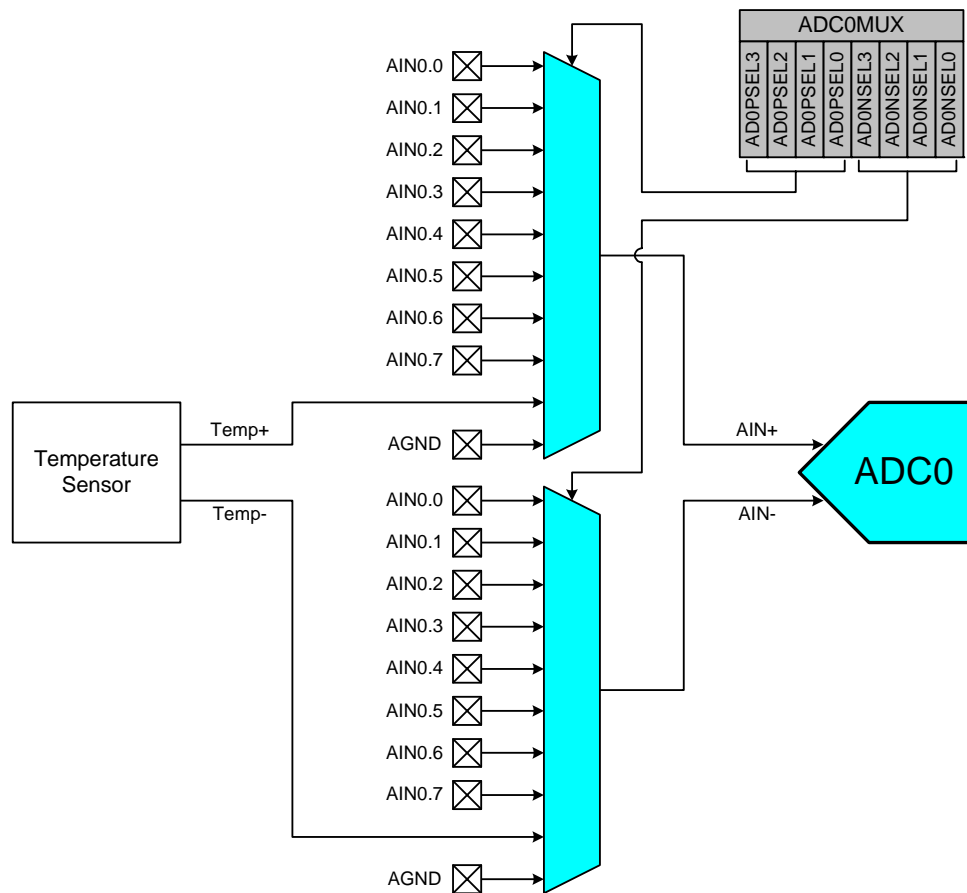 ADC0MUX
AD0PSEL3
AD0PSEL2
AD0PSEL1
AD0PSEL0
AD0NSEL3
AD0NSEL2
AD0NSEL1
AD0NSEL0
AIN0.0
AIN0.1
AIN0.2
AIN0.3
AIN0.4
AIN0.5
AIN0.6
AIN0.7
AGND
Temperature
Sensor
Temp+
Temp-
AIN0.0
AIN0.1
AIN0.2
AIN0.3
AIN0.4
AIN0.5
AIN0.6
AIN0.7
AGND
AIN+
AIN-
ADC0